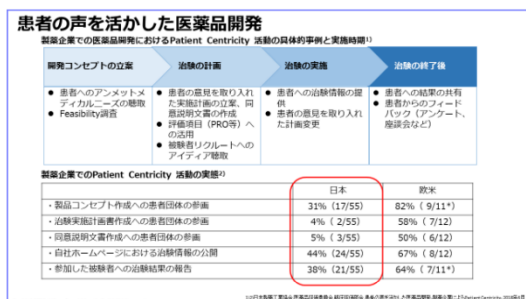 患者の声を活かした医薬品開発
製薬企業での医薬品開発におけるPatient Centricity 活動の具体的事例と実施時期1)
開発コンセプトの立案
治験の計画
治験の実施
治験の終了後
● 患者へのアンメットメ
ディカルニーズの聴取
● Feasibility調査
● 患者の意見を取り入れ
た実施計画の立案、同
意説明文書の作成
● 評価項目（PRO等）へ
の活用
● 被験者リクルートへの
アイディア聴取
● 患者への治験情報の提
供
● 患者の意見を取り入れ
た計画変更
● 患者への結果の共有
● 患者からのフィード
バック（アンケート、
座談会など）
製薬企業でのPatient Centricity 活動の実態2)
日本
欧米
・製品コンセプト作成への患者団体の参画 31% (17/55) 82% ( 9/11*)
・治験実施計画書作成への患者団体の参画 4% ( 2/55) 58% ( 7/12)
・同意説明文書作成への患者団体の参画 5% ( 3/55) 50% ( 6/12)
・自社ホームページにおける治験情報の公開 44% (24/55) 67% ( 8/12)
・参加した被験者への治験結果の報告 38% (21/55) 64% ( 7/11*)